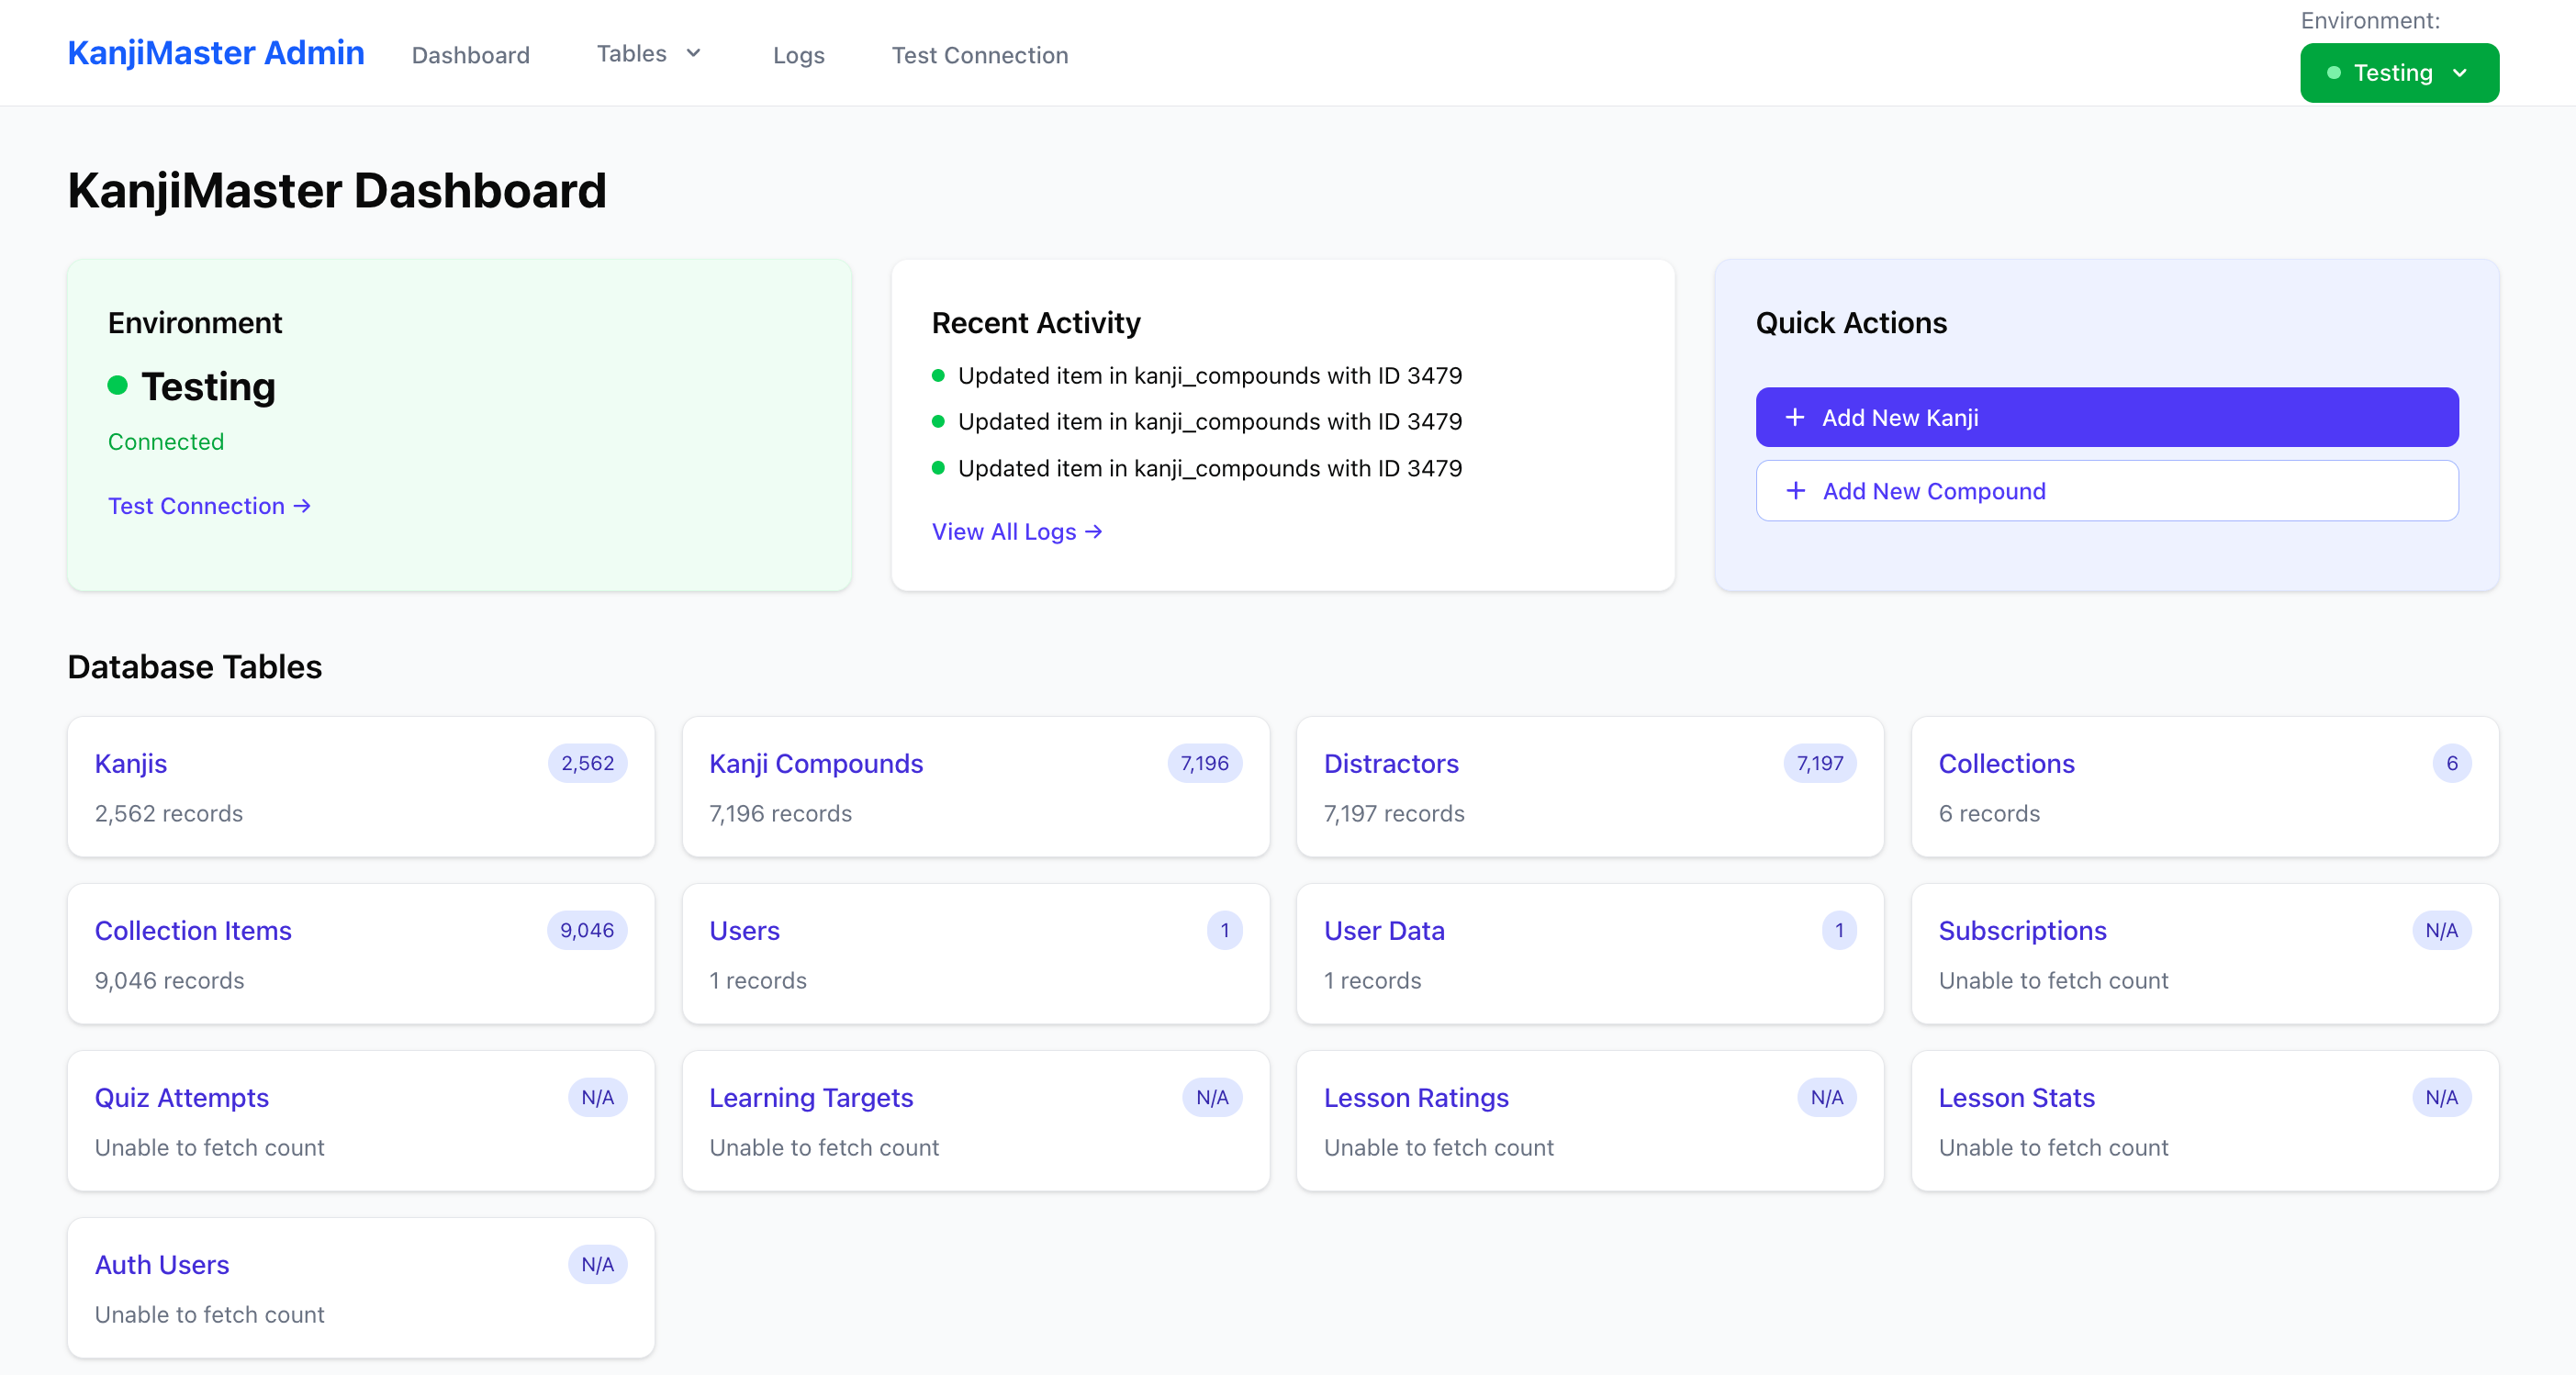 KanjiMaster Admin
Dashboard
Tables
Logs
Test Connection
Environment:
Testing
KanjiMaster Dashboard
Environment
Testing
Connected
Test Connection →
Recent Activity
Updated item in kanji_compounds with ID 3479
Updated item in kanji_compounds with ID 3479
Updated item in kanji_compounds with ID 3479
View All Logs →
Quick Actions
+ Add New Kanji
+ Add New Compound
Database Tables
Kanjis 2,562
2,562 records
Kanji Compounds 7,196
7,196 records
Distractors 7,197
7,197 records
Collections 6
6 records
Collection Items 9,046
9,046 records
Users 1
1 records
User Data 1
1 records
Subscriptions N/A
Unable to fetch count
Quiz Attempts N/A
Unable to fetch count
Learning Targets N/A
Unable to fetch count
Lesson Ratings N/A
Unable to fetch count
Lesson Stats N/A
Unable to fetch count
Auth Users N/A
Unable to fetch count